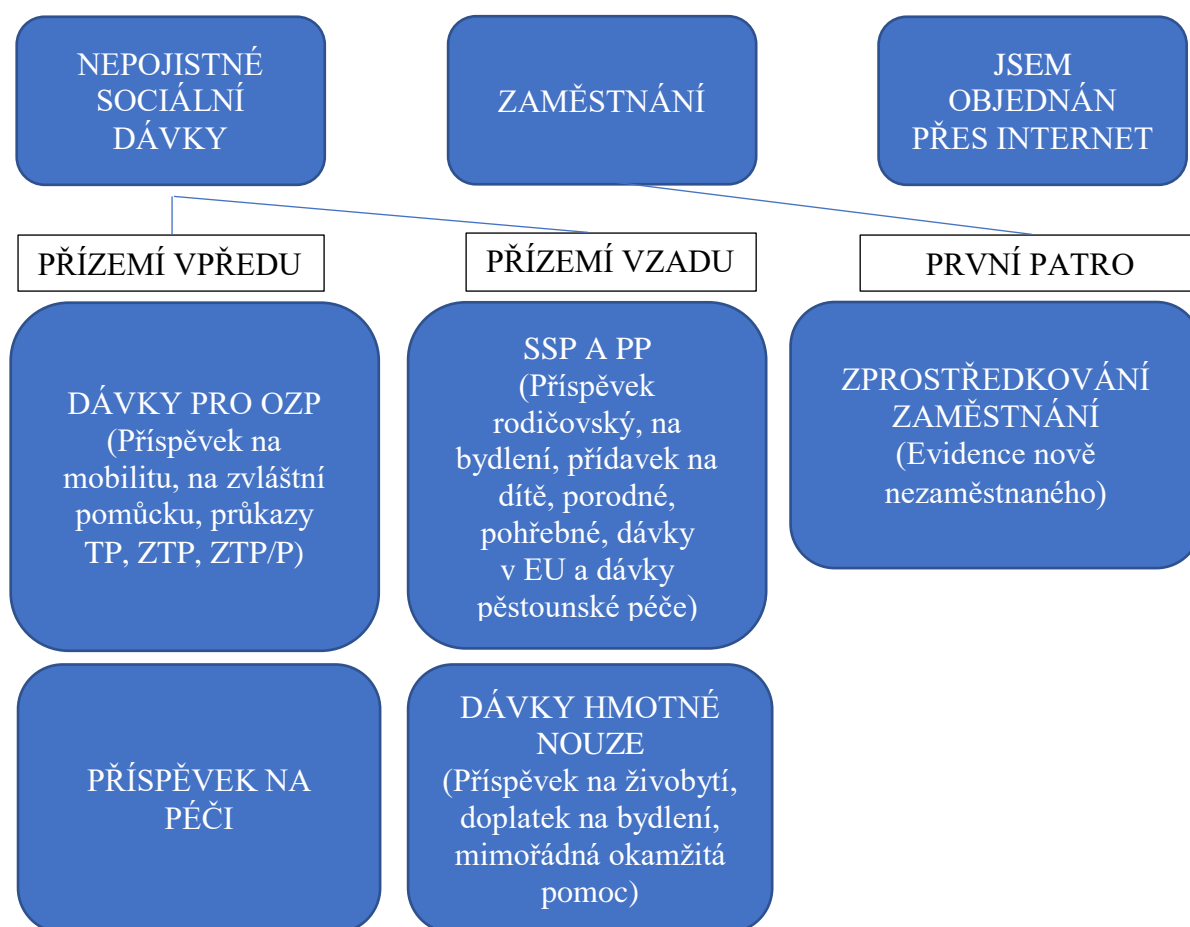 NEPOJISTNÉ
SOCIÁLNÍ
DÁVKY
ZAMĚSTNÁNÍ
JSEM
OBJEDNÁN
PŘES INTERNET
PŘÍZEMÍ VPŘEDU
PŘÍZEMÍ VZADU
PRVNÍ PATRO
DÁVKY PRO OZP
(Příspěvek na
mobilitu, na zvláštní
pomůcku, průkazy
TP, ZTP, ZTP/P)
SSP A PP
(Příspěvek
rodičovský, na
bydlení, přídavek na
dítě, porodné,
pohřebné, dávky
v EU a dávky
pěstounské péče)
ZPROSTŘEDKOVÁNÍ
ZAMĚSTNÁNÍ
(Evidence nově
nezaměstnaného)
PŘÍSPĚVEK NA
PÉČI
DÁVKY HMOTNÉ
NOUZE
(Příspěvek na živobytí,
doplatek na bydlení,
mimořádná okamžitá
pomoc)